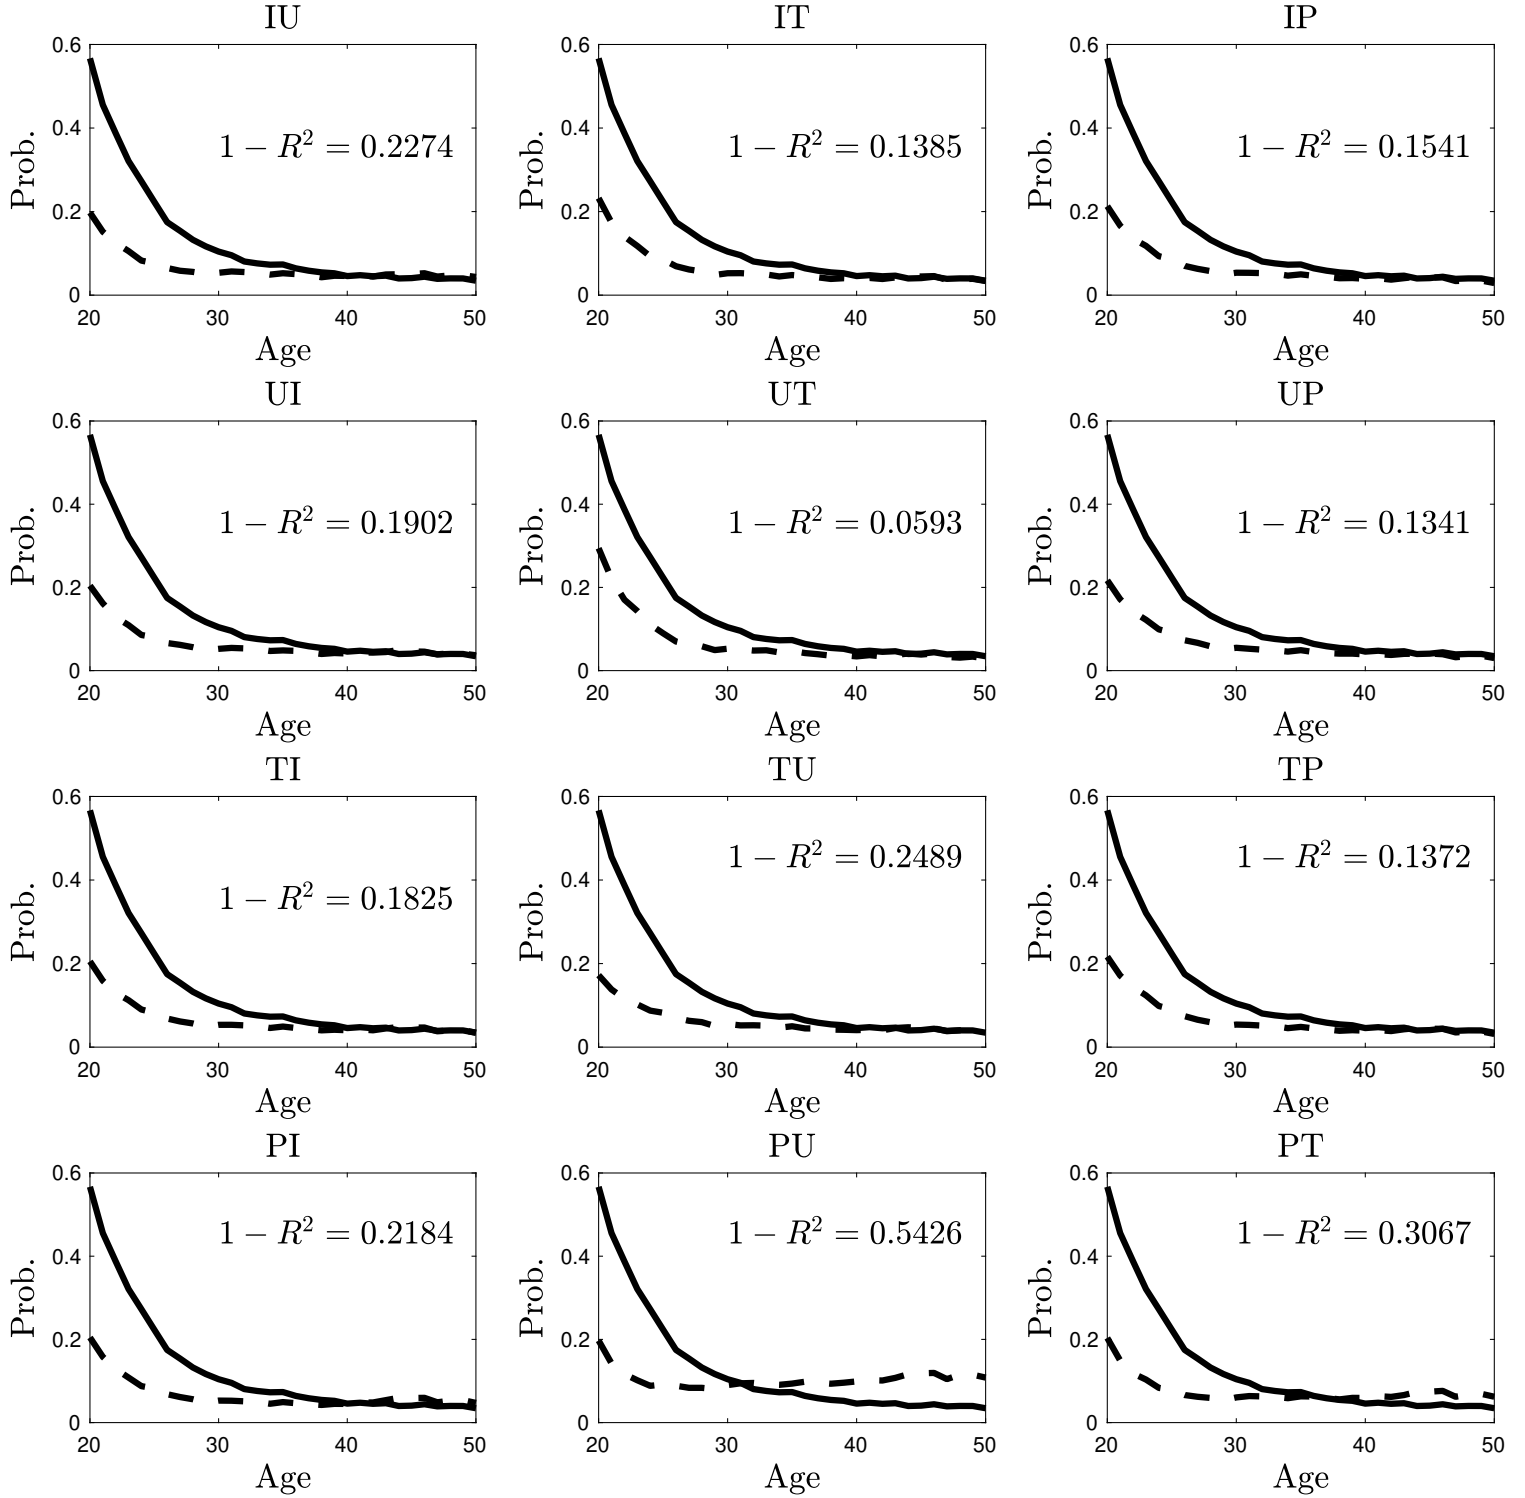 IU IT IP
0.6 0.6 0.6
0.4 0.4 0.4
1 − R² = 0.2274 1 − R² = 0.1385 1 − R² = 0.1541
Prob. Prob. Prob.
0.2 0.2 0.2
0 0 0
20 30 40 50 20 30 40 50 20 30 40 50
Age Age Age
UI UT UP
0.6 0.6 0.6
0.4 0.4 0.4
1 − R² = 0.1902 1 − R² = 0.0593 1 − R² = 0.1341
Prob. Prob. Prob.
0.2 0.2 0.2
0 0 0
20 30 40 50 20 30 40 50 20 30 40 50
Age Age Age
TI TU TP
0.6 0.6 0.6
1 − R² = 0.2489 1 − R² = 0.1372
0.4 0.4 0.4
1 − R² = 0.1825
Prob. Prob. Prob.
0.2 0.2 0.2
0 0 0
20 30 40 50 20 30 40 50 20 30 40 50
Age Age Age
PI PU PT
0.6 0.6 0.6
1 − R² = 0.2184 1 − R² = 0.5426 1 − R² = 0.3067
0.4 0.4 0.4
Prob. Prob. Prob.
0.2 0.2 0.2
0 0 0
20 30 40 50 20 30 40 50 20 30 40 50
Age Age Age